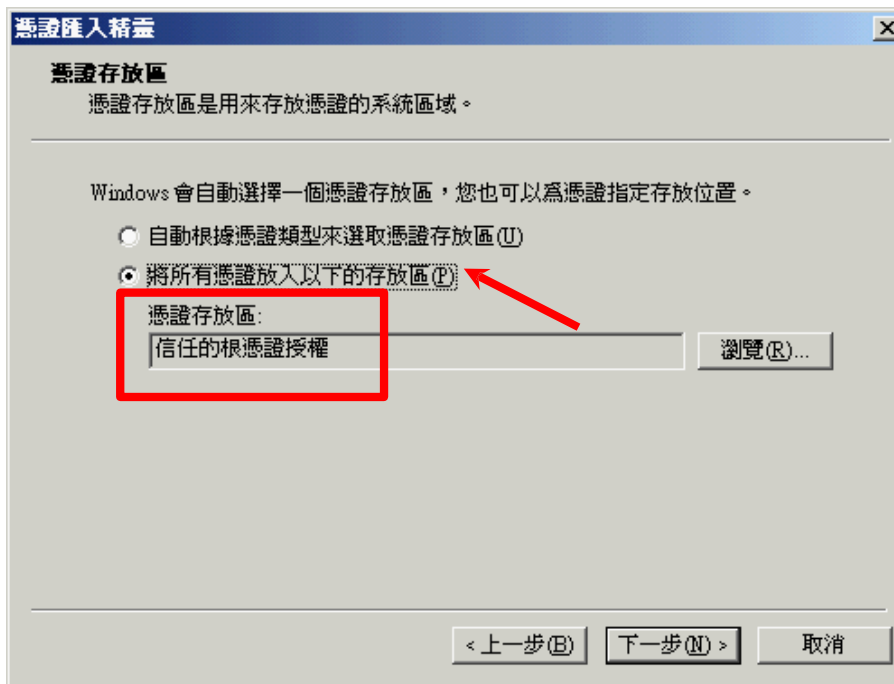 憑證匯入精靈
憑證存放區
憑證存放區是用來存放憑證的系統區域。
Windows 會自動選擇一個憑證存放區，您也可以為憑證指定存放位置。
自動根據憑證類型來選取憑證存放區(U)
將所有憑證放入以下的存放區(P)
憑證存放區:
信任的根憑證授權
瀏覽(R)...
<上一步(B)
下一步(N) >
取消